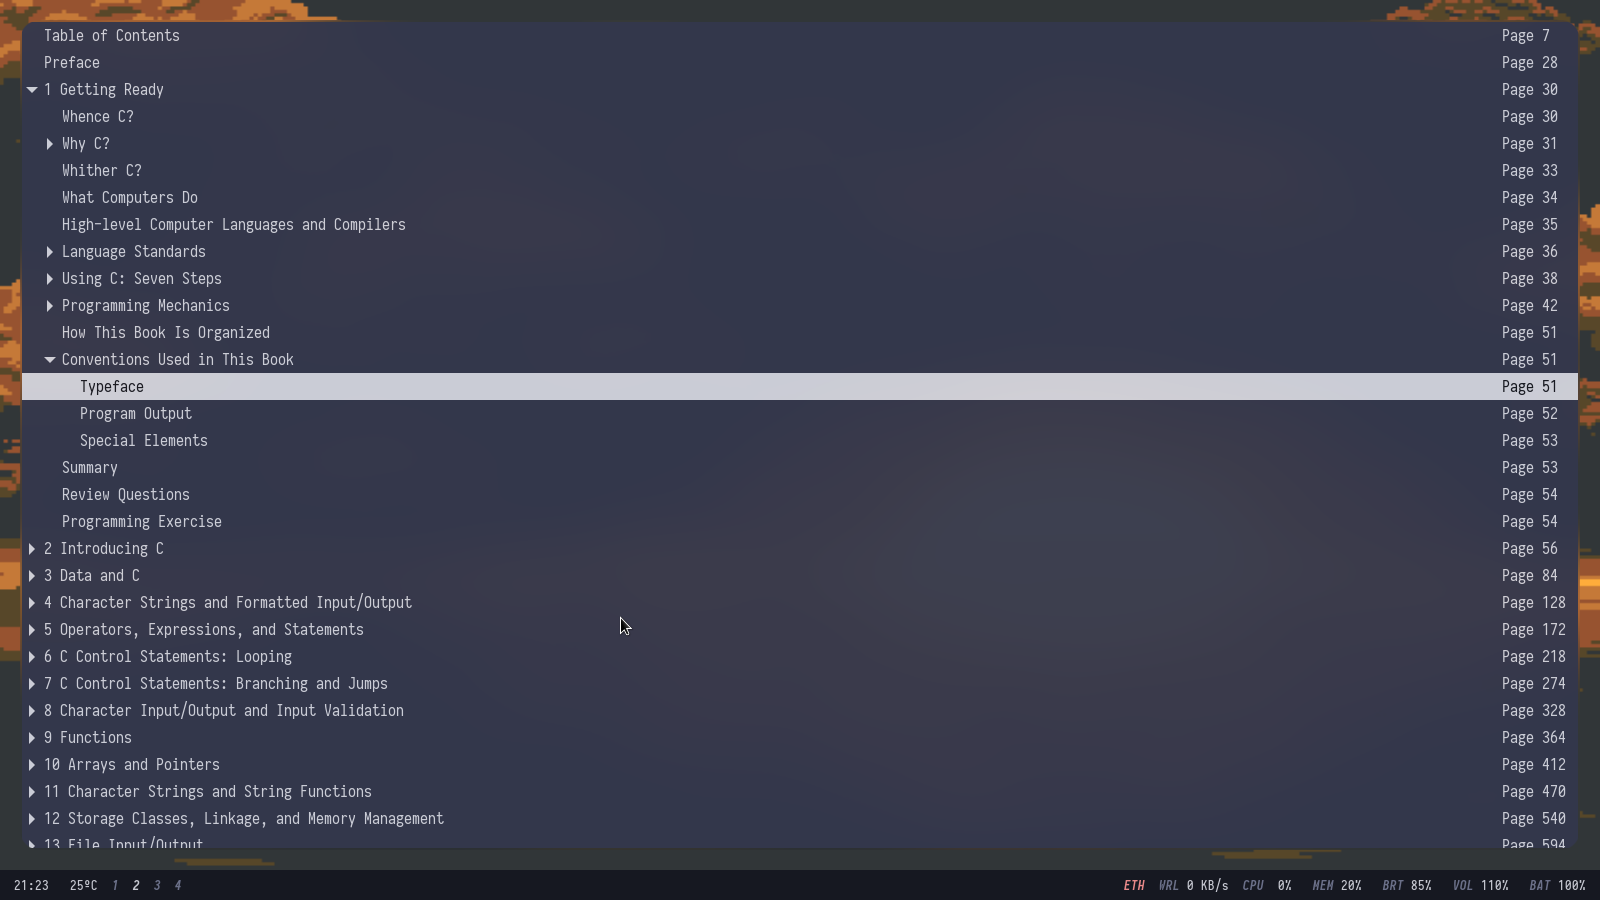 Table of Contents Page 7
Preface Page 28
1 Getting Ready Page 30
Whence C? Page 30
Why C? Page 31
Whither C? Page 33
What Computers Do Page 34
High-level Computer Languages and Compilers Page 35
Language Standards Page 36
Using C: Seven Steps Page 38
Programming Mechanics Page 42
How This Book Is Organized Page 51
Conventions Used in This Book Page 51
Typeface Page 51
Program Output Page 52
Special Elements Page 53
Summary Page 53
Review Questions Page 54
Programming Exercise Page 54
2 Introducing C Page 56
3 Data and C Page 84
4 Character Strings and Formatted Input/Output Page 128
5 Operators, Expressions, and Statements Page 172
6 C Control Statements: Looping Page 218
7 C Control Statements: Branching and Jumps Page 274
8 Character Input/Output and Input Validation Page 328
9 Functions Page 364
10 Arrays and Pointers Page 412
11 Character Strings and String Functions Page 470
12 Storage Classes, Linkage, and Memory Management Page 540
13 File Input/Output Page 594
21:23 25ºC 1 2 3 4 ETH WRL 0 KB/s CPU 0% MEM 20% BRT 85% VOL 110% BAT 100%